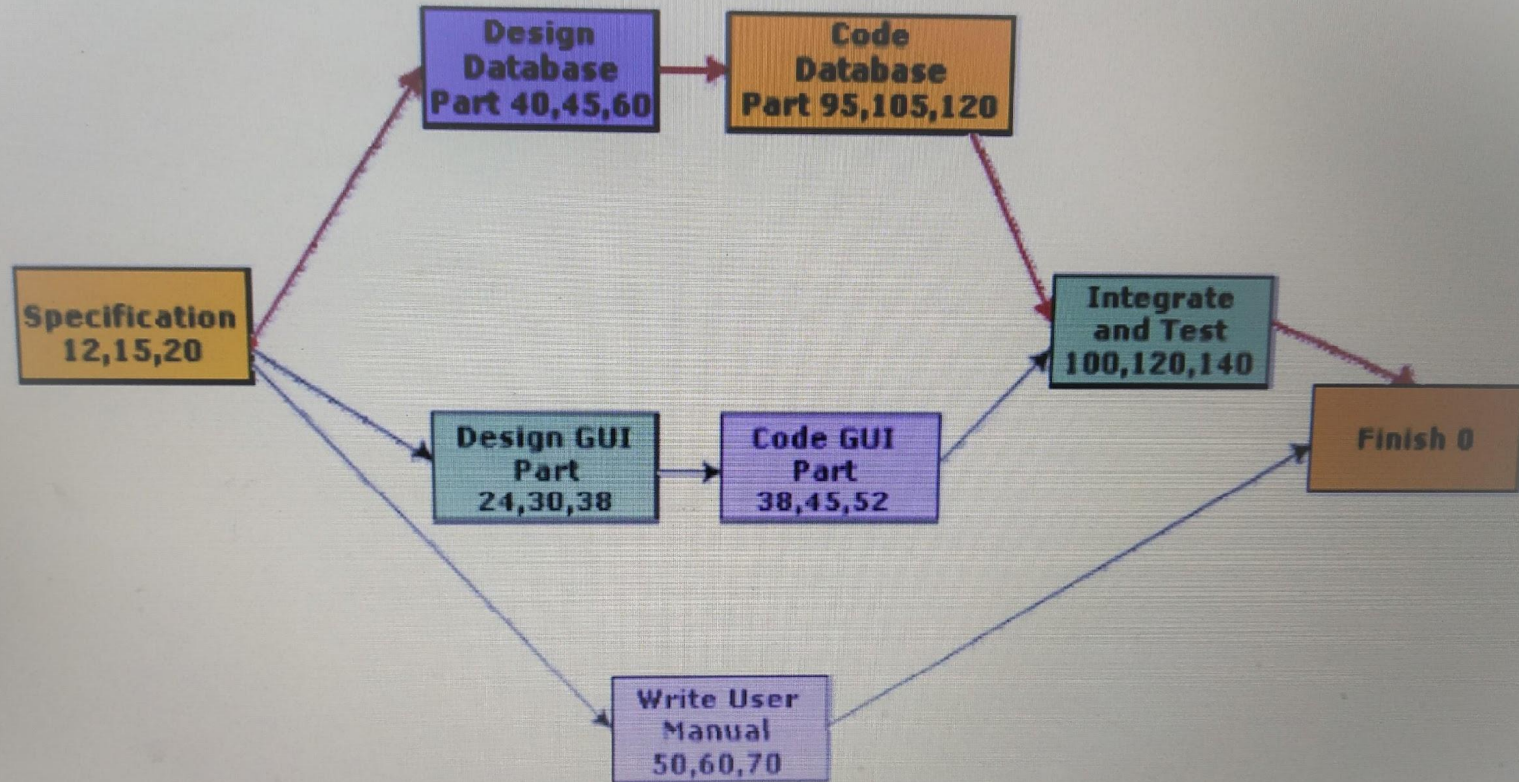 Design
Database
Part 40,45,60
Code
Database
Part 95,105,120
Specification
12,15,20
Integrate
and Test
100,120,140
Design GUI
Part
24,30,38
Code GUI
Part
38,45,52
Finish 0
Write User
Manual
50,60,70